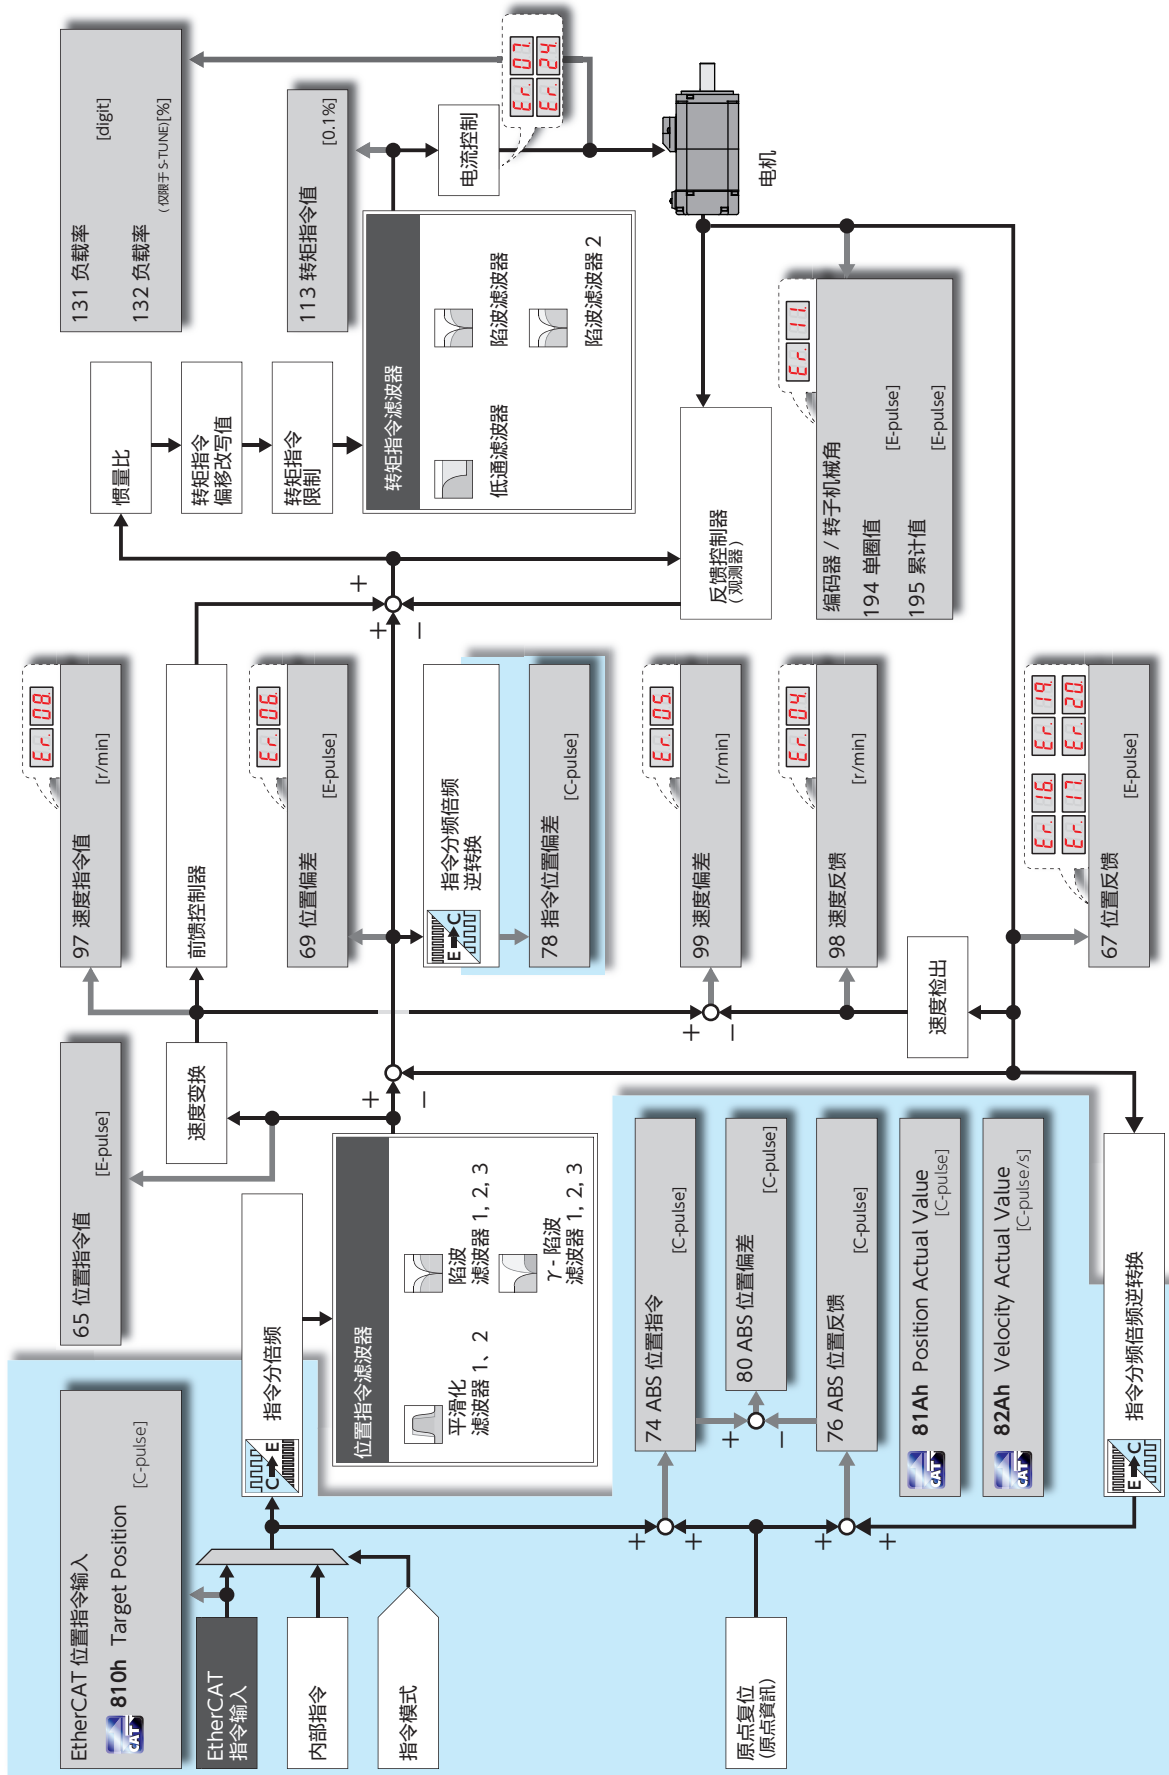 EtherCAT 位置指令输入
CAT
810h Target Position
[C-pulse]
EtherCAT
指令输入
内部指令
指令模式
指令分倍频
C E
65 位置指令值
[E-pulse]
速度变换
位置指令滤波器
平滑化
滤波器 1、2
陷波
滤波器 1, 2, 3
γ - 陷波
滤波器 1, 2, 3
+
−
97 速度指令值
[r/min]
Er. 08.
前馈控制器
69 位置偏差
[E-pulse]
Er. 06.
E C
指令分频倍频
逆转换
78 指令位置偏差
[C-pulse]
+
−
99 速度偏差
[r/min]
Er. 05.
98 速度反馈
[r/min]
Er. 04.
速度检出
67 位置反馈
[E-pulse]
Er. 16.
Er. 19.
Er. 17.
Er. 20.
+
+
−
惯量比
转矩指令
偏移改写值
转矩指令
限制
转矩指令滤波器
低通滤波器
陷波滤波器
陷波滤波器 2
131 负载率
[digit]
132 负载率
(仅限于 S-TUNE)[%]
113 转矩指令值
[0.1%]
电流控制
Er. 07.
Er. 24.
电机
反馈控制器
(观测器)
编码器 / 转子机械角
194 单圈值
[E-pulse]
195 累计值
[E-pulse]
Er. 11.
原点复位
(原点資訊)
+
+
74 ABS 位置指令
[C-pulse]
+
−
80 ABS 位置偏差
[C-pulse]
+
+
76 ABS 位置反馈
[C-pulse]
CAT
81Ah Position Actual Value
[C-pulse]
CAT
82Ah Velocity Actual Value
[C-pulse/s]
E C
指令分频倍频逆转换